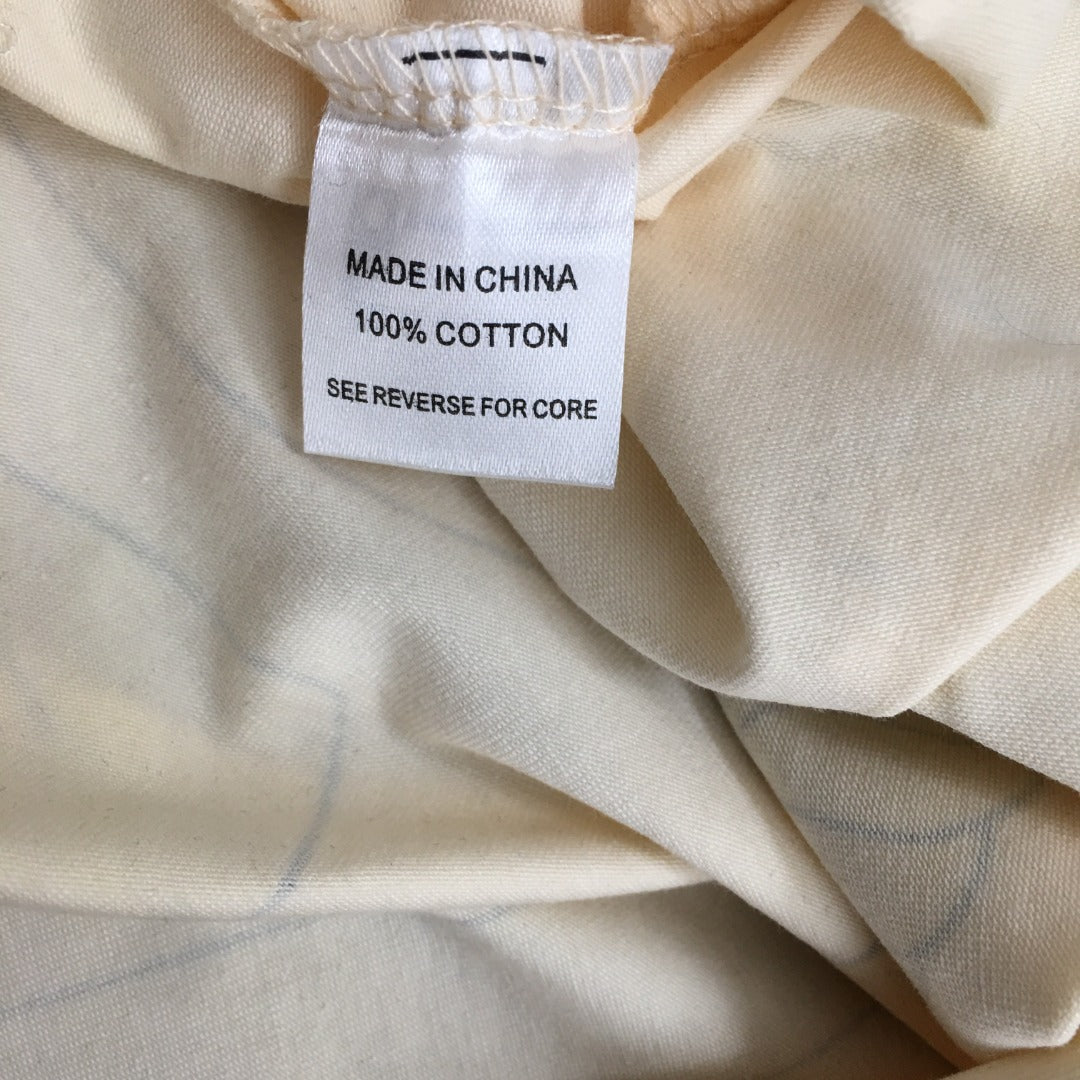 MADE IN CHINA
100% COTTON
SEE REVERSE FOR CORE